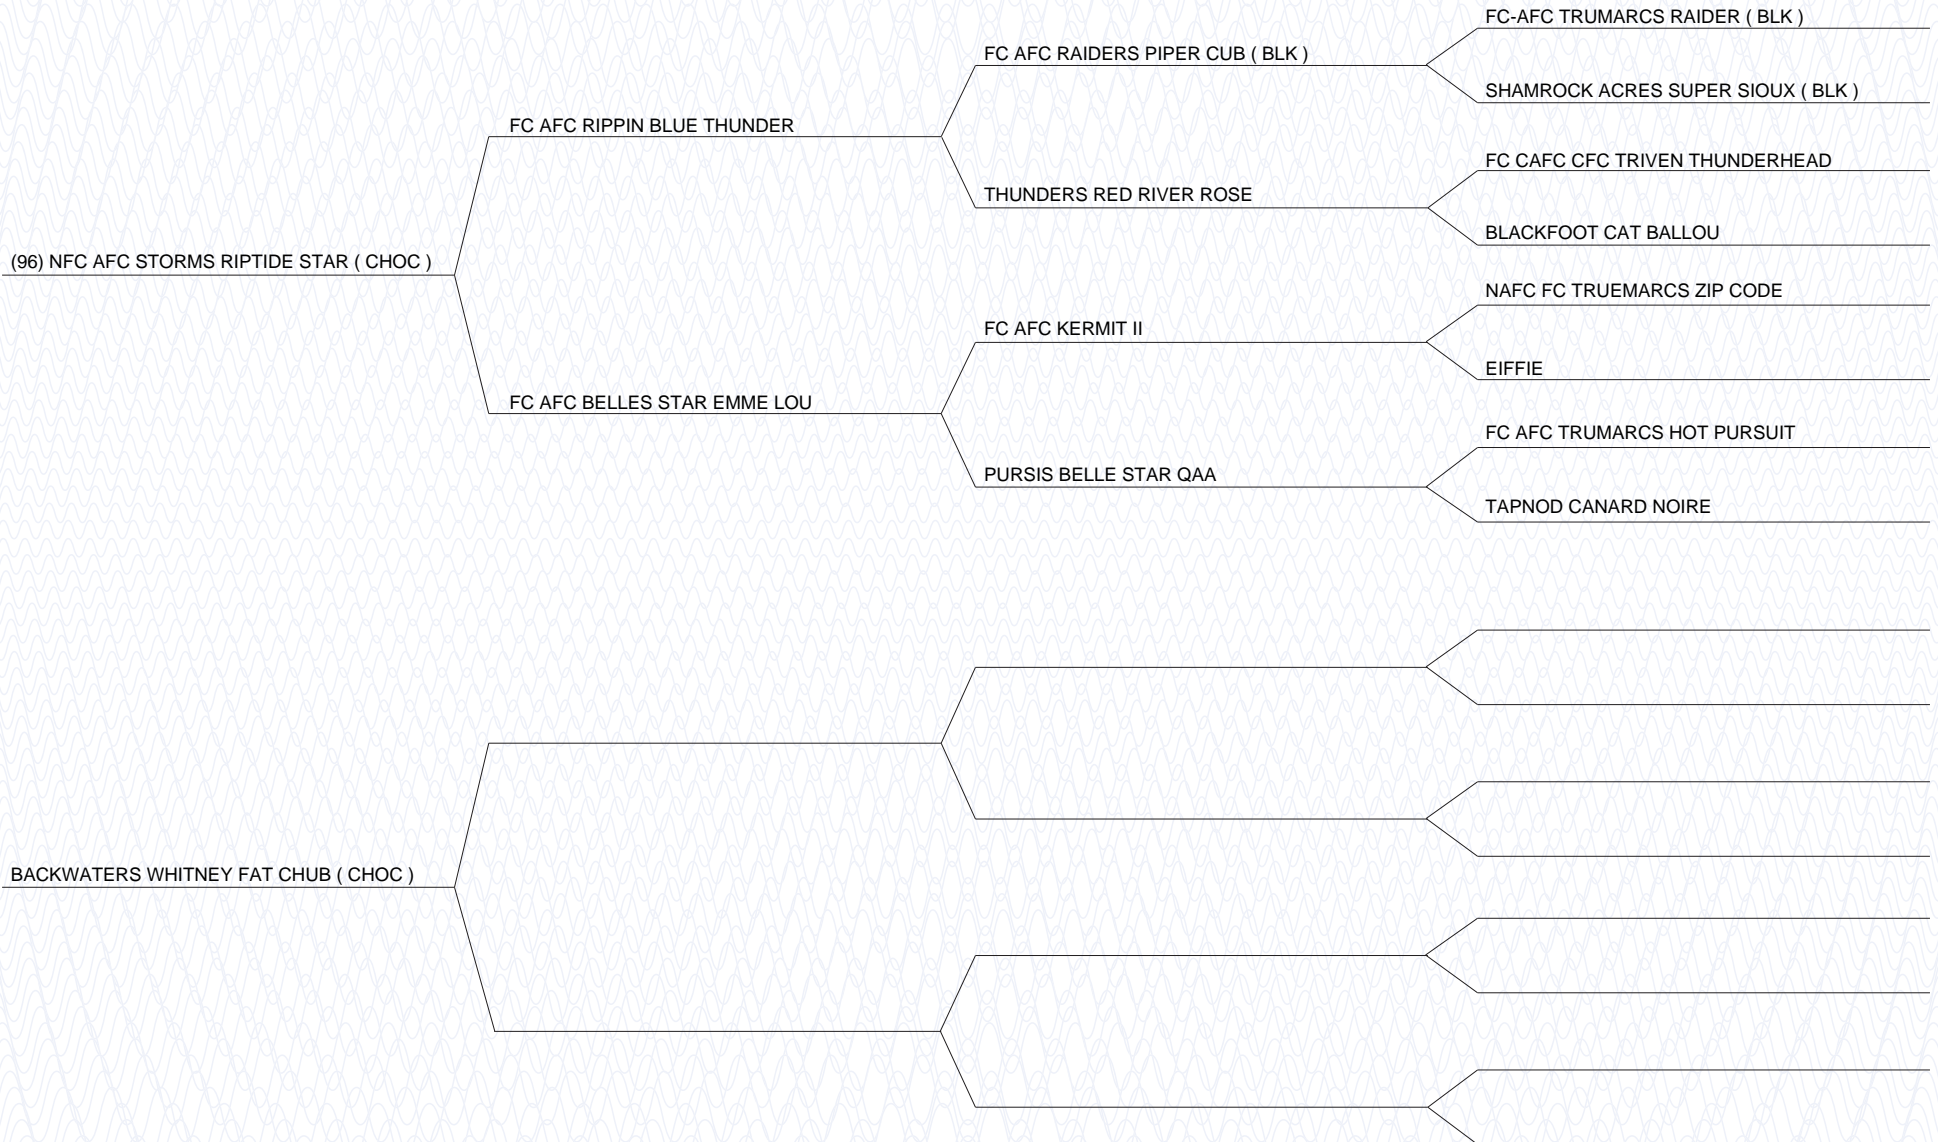 FC-AFC TRUMARCS RAIDER ( BLK )
FC AFC RAIDERS PIPER CUB ( BLK )
SHAMROCK ACRES SUPER SIOUX ( BLK )
FC AFC RIPPIN BLUE THUNDER
FC CAFC CFC TRIVEN THUNDERHEAD
THUNDERS RED RIVER ROSE
BLACKFOOT CAT BALLOU
(96) NFC AFC STORMS RIPTIDE STAR ( CHOC )
NAFC FC TRUEMARCS ZIP CODE
FC AFC KERMIT II
EIFFIE
FC AFC BELLES STAR EMME LOU
FC AFC TRUMARCS HOT PURSUIT
PURSIS BELLE STAR QAA
TAPNOD CANARD NOIRE
BACKWATERS WHITNEY FAT CHUB ( CHOC )